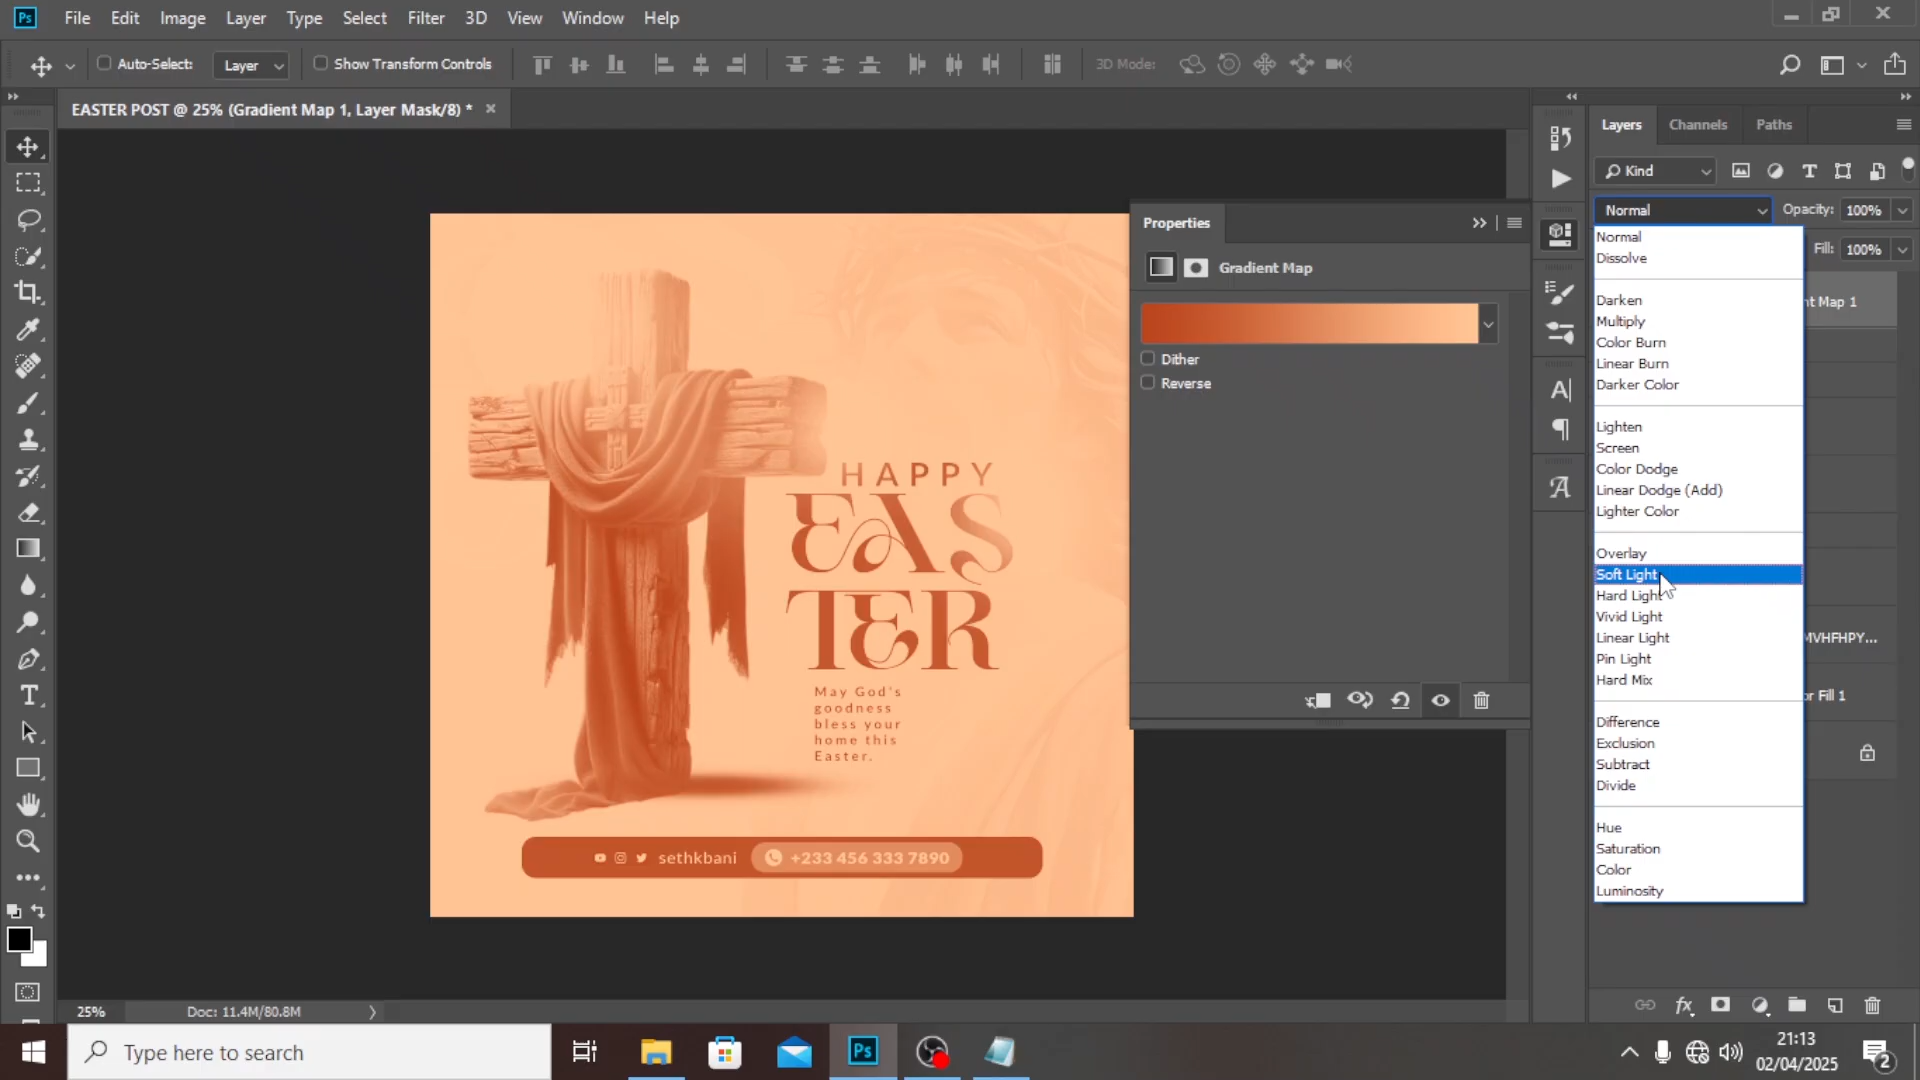 Ps
File Edit Image Layer Type Select Filter 3D View Window Help
Auto-Select: Layer Show Transform Controls 3D Mode:
EASTER POST @ 25% (Gradient Map 1, Layer Mask/8) *
Layers Channels Paths
Kind
Normal Opacity: 100%
Fill: 100%
Normal
Dissolve
Darken
Multiply
Color Burn
Linear Burn
Darker Color
Lighten
Screen
Color Dodge
Linear Dodge (Add)
Lighter Color
Overlay
Soft Light
Hard Light
Vivid Light
Linear Light
Pin Light
Hard Mix
Difference
Exclusion
Subtract
Divide
Hue
Saturation
Color
Luminosity
nt Map 1
MVHFHPY...
or Fill 1
Properties
Gradient Map
Dither
Reverse
HAPPY
EAS
TER
May God's
goodness
bless your
home this
Easter.
sethkbani +233 456 333 7890
25% Doc: 11.4M/80.8M
Type here to search
Ps
21:13
02/04/2025
2